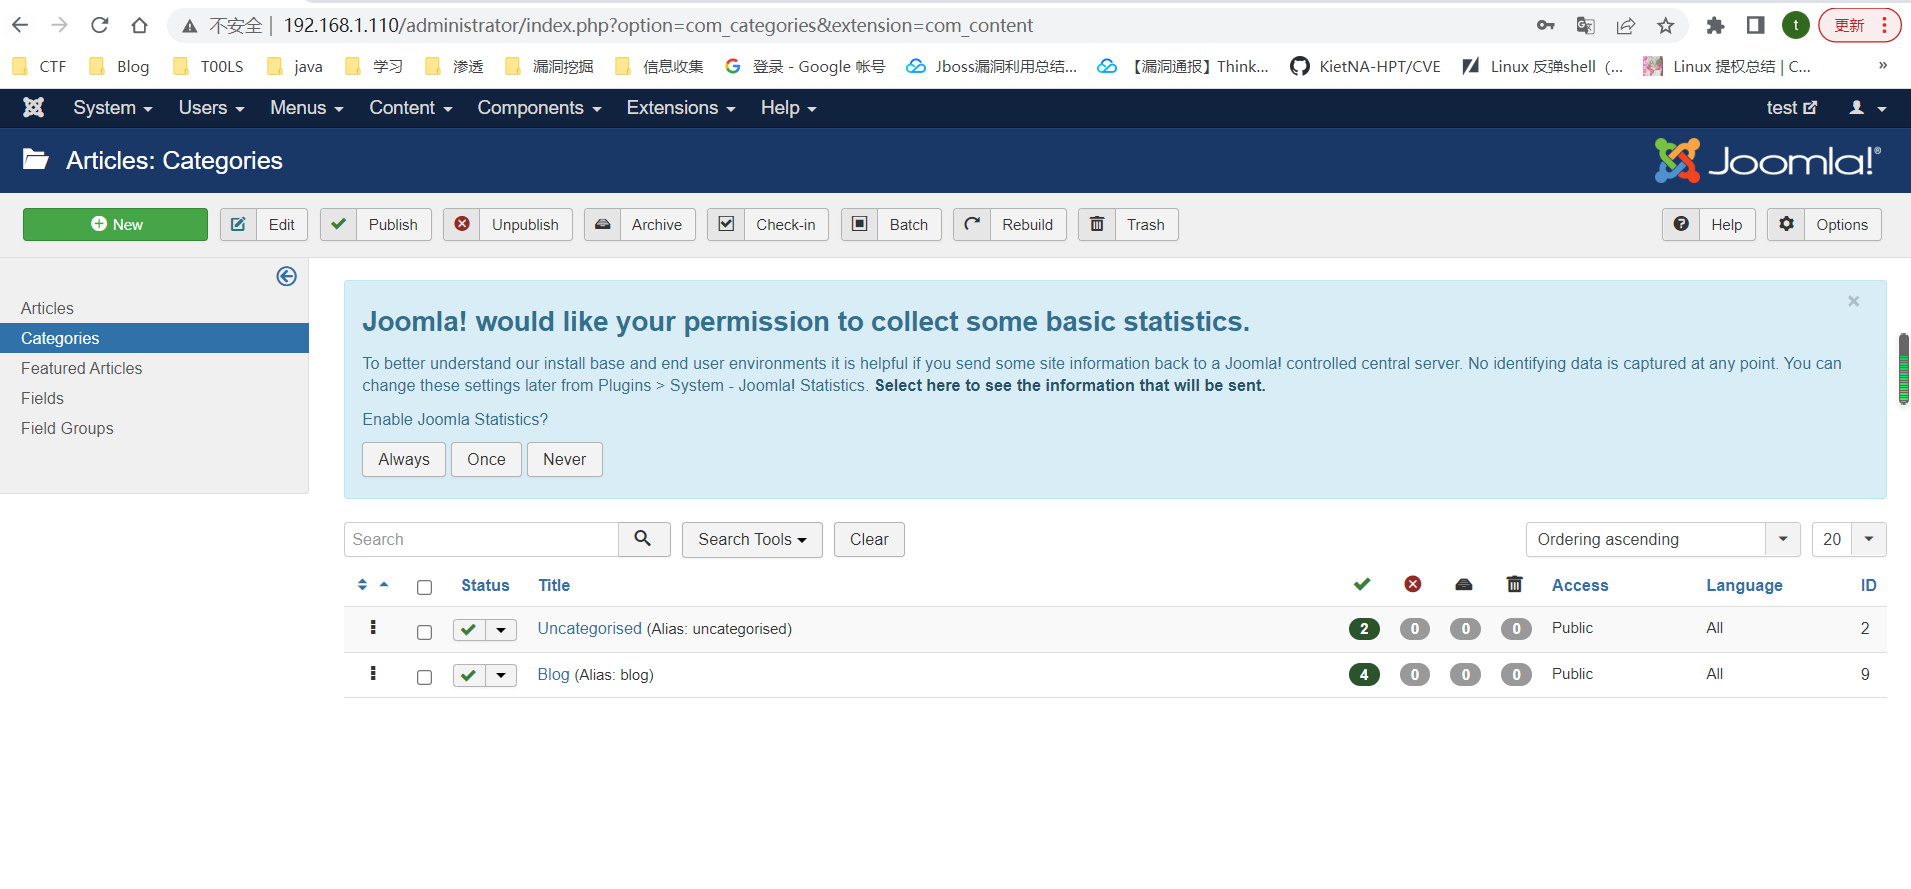 不安全 | 192.168.1.110/administrator/index.php?option=com_categories&extension=com_content
t 更新
CTF Blog T00LS java 学习 渗透 漏洞挖掘 信息收集 登录 - Google 帐号 Jboss漏洞利用总结... 【漏洞通报】Think... KietNA-HPT/CVE Linux 反弹shell（... Linux 提权总结 | C... »
System Users Menus Content Components Extensions Help test
Articles: Categories Joomla!®
New Edit Publish Unpublish Archive Check-in Batch Rebuild Trash Help Options
Articles
Categories
Featured Articles
Fields
Field Groups
×
Joomla! would like your permission to collect some basic statistics.
To better understand our install base and end user environments it is helpful if you send some site information back to a Joomla! controlled central server. No identifying data is captured at any point. You can
change these settings later from Plugins > System - Joomla! Statistics. Select here to see the information that will be sent.
Enable Joomla Statistics?
Always Once Never
Search Search Tools Clear Ordering ascending 20
Status Title Access Language ID
Uncategorised (Alias: uncategorised) 2 0 0 0 Public All 2
Blog (Alias: blog) 4 0 0 0 Public All 9